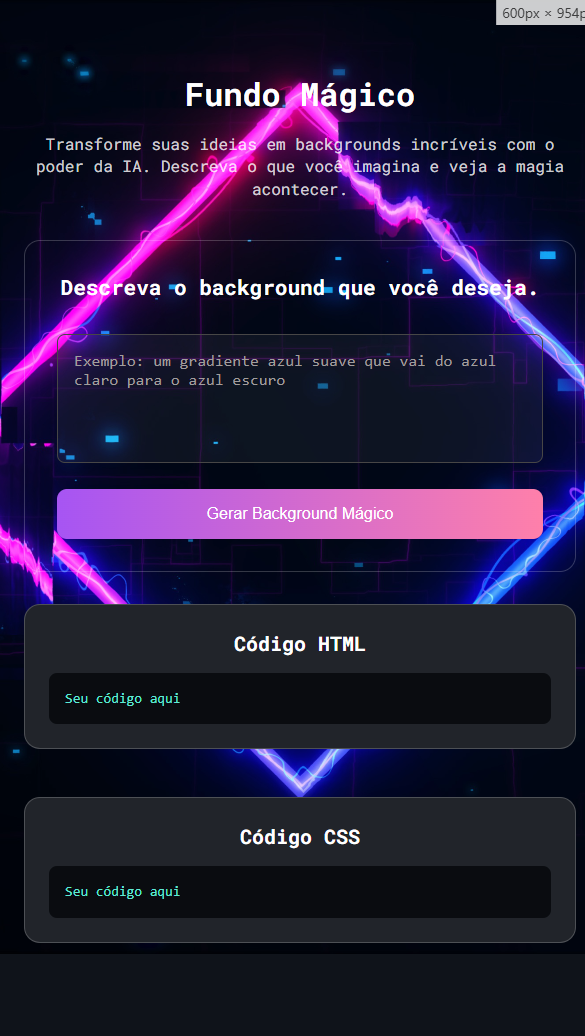 600px × 954p
Fundo Mágico
Transforme suas ideias em backgrounds incríveis com o
poder da IA. Descreva o que você imagina e veja a magia
acontecer.
Descreva o background que você deseja.
Exemplo: um gradiente azul suave que vai do azul
claro para o azul escuro
Gerar Background Mágico
Código HTML
Seu código aqui
Código CSS
Seu código aqui